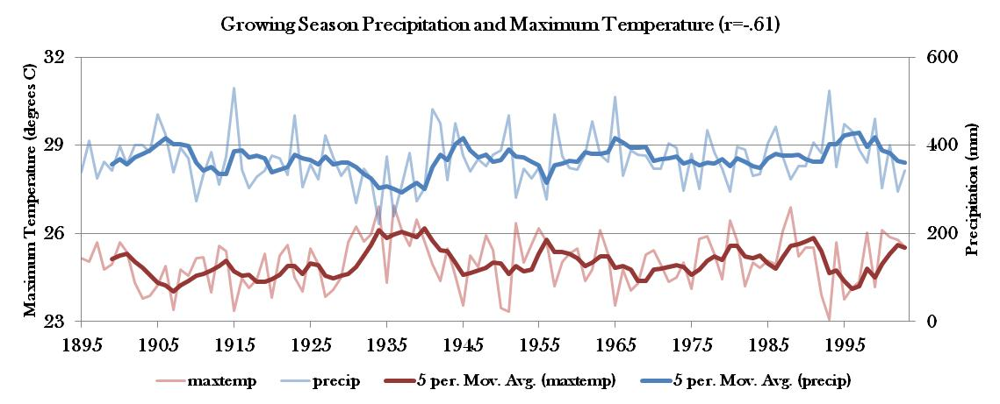 Growing Season Precipitation and Maximum Temperature (r=-.61)
Maximum Temperature (degrees C)
32
29
26
23
600
400
200
0
Precipitation (mm)
1895 1905 1915 1925 1935 1945 1955 1965 1975 1985 1995
maxtemp precip 5 per. Mov. Avg. (maxtemp) 5 per. Mov. Avg. (precip)